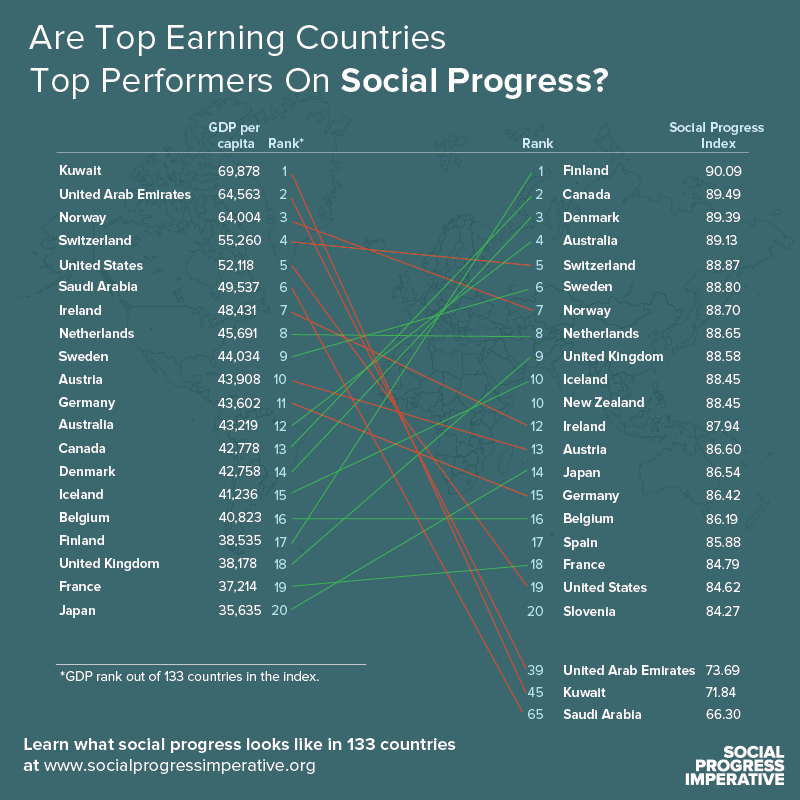 Are Top Earning Countries
Top Performers On Social Progress?
GDP per
capita Rank*
Rank
Social Progress
Index
Kuwait 69,878 1 1 Finland 90.09
United Arab Emirates 64,563 2 2 Canada 89.49
Norway 64,004 3 3 Denmark 89.39
Switzerland 55,260 4 4 Australia 89.13
United States 52,118 5 5 Switzerland 88.87
Saudi Arabia 49,537 6 6 Sweden 88.80
Ireland 48,431 7 7 Norway 88.70
Netherlands 45,691 8 8 Netherlands 88.65
Sweden 44,034 9 9 United Kingdom 88.58
Austria 43,908 10 10 Iceland 88.45
Germany 43,602 11 10 New Zealand 88.45
Australia 43,219 12 12 Ireland 87.94
Canada 42,778 13 13 Austria 86.60
Denmark 42,758 14 14 Japan 86.54
Iceland 41,236 15 15 Germany 86.42
Belgium 40,823 16 16 Belgium 86.19
Finland 38,535 17 17 Spain 85.88
United Kingdom 38,178 18 18 France 84.79
France 37,214 19 19 United States 84.62
Japan 35,635 20 20 Slovenia 84.27
39 United Arab Emirates 73.69
45 Kuwait 71.84
65 Saudi Arabia 66.30
*GDP rank out of 133 countries in the index.
Learn what social progress looks like in 133 countries
at www.socialprogressimperative.org
SOCIAL
PROGRESS
IMPERATIVE